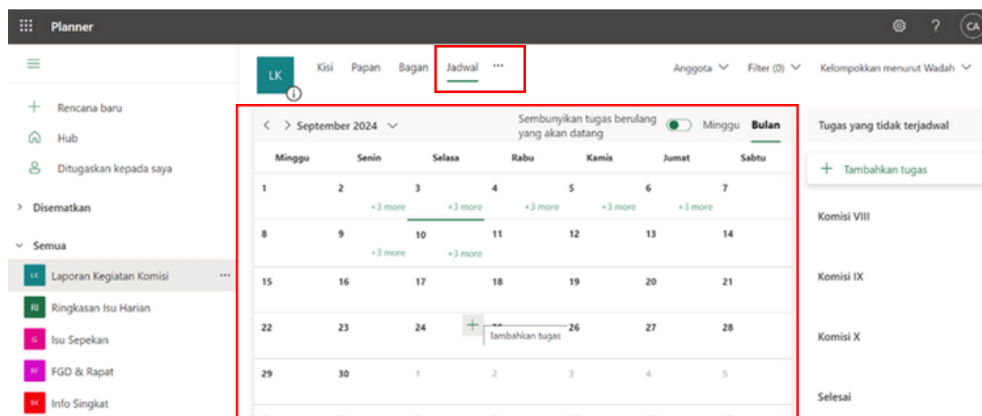 Planner
?
CA
LK
Kisi Papan Bagan Jadwal ...
Anggota Filter (0) Kelompokkan menurut Wadah
Rencana baru
Hub
Ditugaskan kepada saya
Disematkan
Semua
LK Laporan Kegiatan Komisi ...
RI Ringkasan Isu Harian
IS Isu Sepekan
RF FGD & Rapat
RK Info Singkat
September 2024
Sembunyikan tugas berulang
yang akan datang
Minggu Bulan
Minggu Senin Selasa Rabu Kamis Jumat Sabtu
1 2 3 4 5 6 7
+3 more +3 more +3 more +3 more +3 more
8 9 10 11 12 13 14
+3 more +3 more
15 16 17 18 19 20 21
22 23 24 26 27 28
Tambahkan tugas
29 30 1 2 3 4 5
Tugas yang tidak terjadwal
+ Tambahkan tugas
Komisi VIII
Komisi IX
Komisi X
Selesai